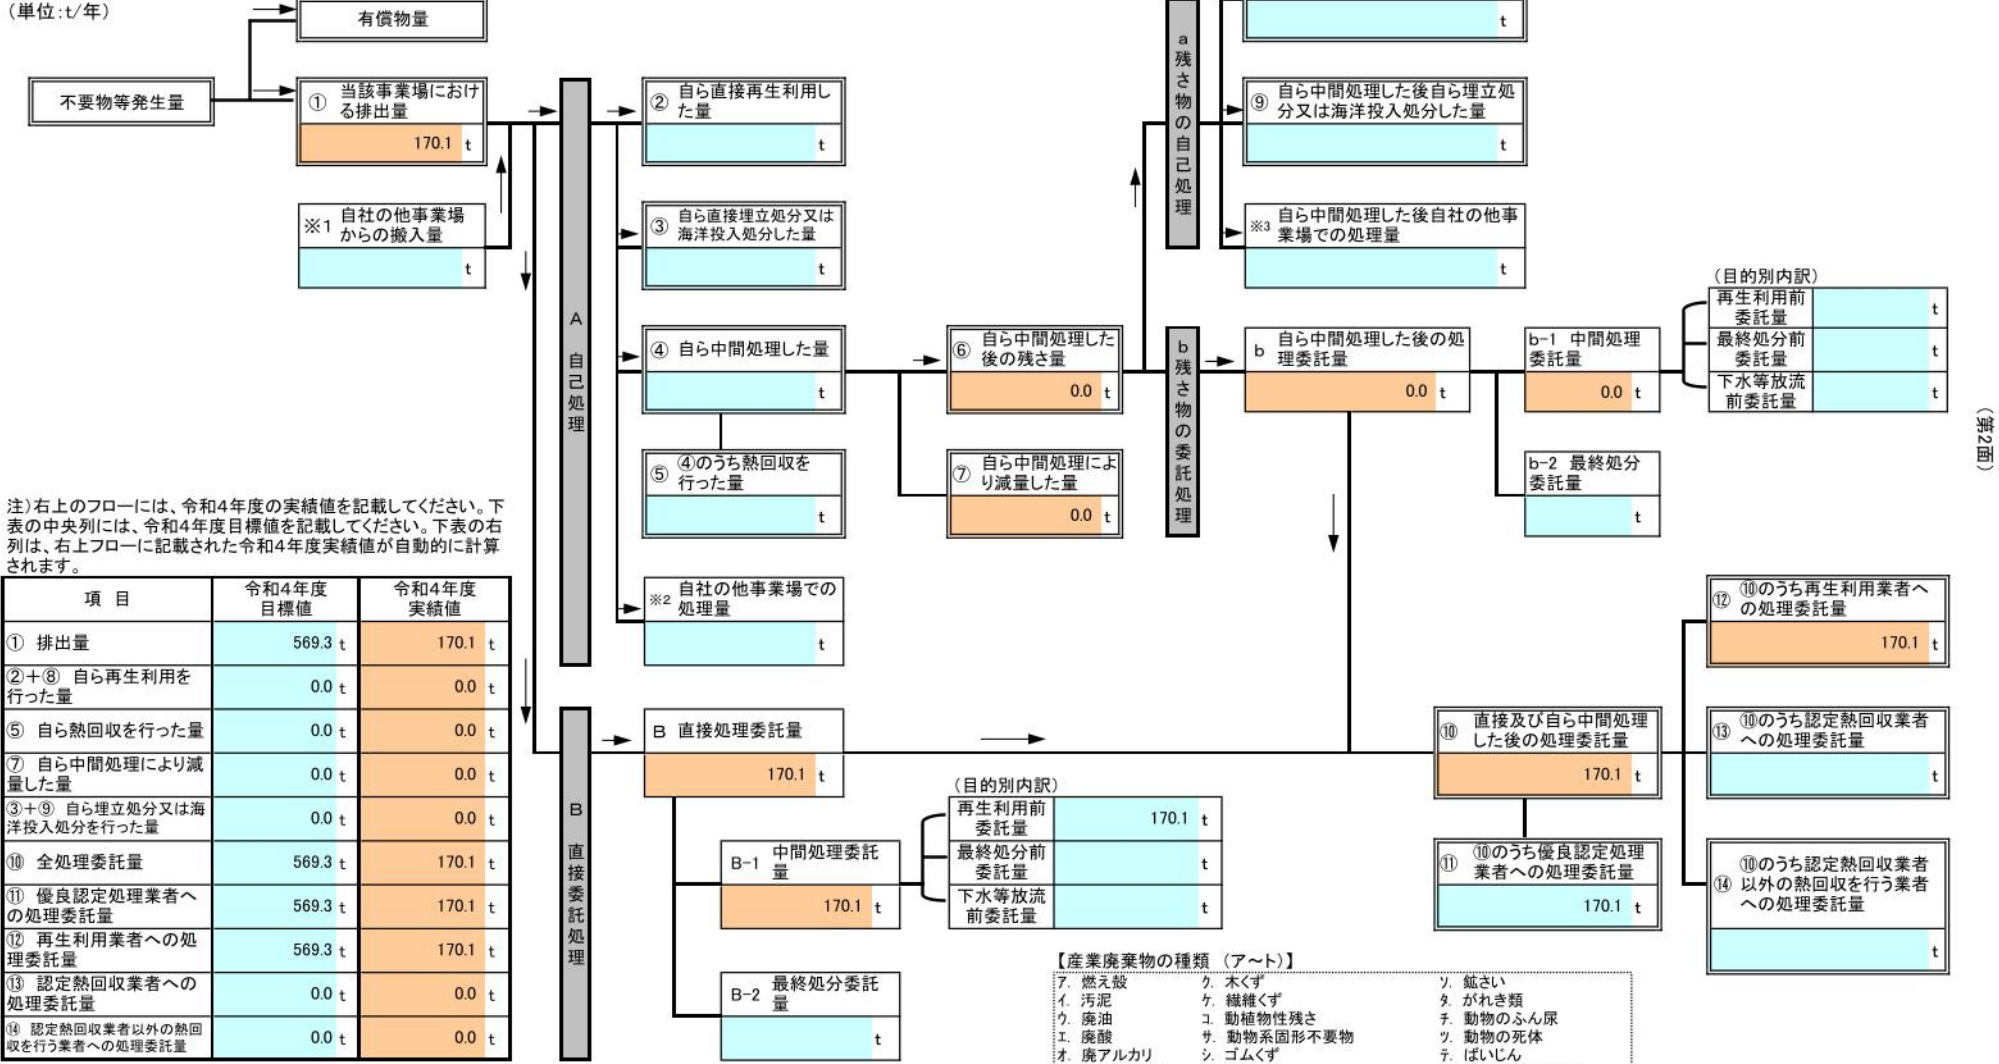 (単位:t/年)
有償物量
不要物等発生量
① 当該事業場におけ
る排出量
170.1 t
※1 自社の他事業場
からの搬入量
t
A 自己処理
② 自ら直接再生利用し
た量
t
③ 自ら直接埋立処分又は
海洋投入処分した量
t
④ 自ら中間処理した量
t
⑤ ④のうち熱回収を
行った量
t
※2 自社の他事業場での
処理量
t
⑥ 自ら中間処理した
後の残さ量
0.0 t
⑦ 自ら中間処理によ
り減量した量
0.0 t
a 残さ物の自己処理
t
⑨ 自ら中間処理した後自ら埋立処
分又は海洋投入処分した量
t
※3 自ら中間処理した後自社の他事
業場での処理量
t
b 残さ物の委託処理
b 自ら中間処理した後の処
理委託量
0.0 t
b-1 中間処理
委託量
0.0 t
b-2 最終処分
委託量
t
(目的別内訳)
再生利用前
委託量
t
最終処分前
委託量
t
下水等放流
前委託量
t
(第2面)
注)右上のフローには、令和4年度の実績値を記載してください。下
表の中央列には、令和4年度目標値を記載してください。下表の右
列は、右上フローに記載された令和4年度実績値が自動的に計算
されます。
項 目
令和4年度
目標値
令和4年度
実績値
① 排出量 569.3 t 170.1 t
②+⑧ 自ら再生利用を
行った量 0.0 t 0.0 t
⑤ 自ら熱回収を行った量 0.0 t 0.0 t
⑦ 自ら中間処理により減
量した量 0.0 t 0.0 t
③+⑨ 自ら埋立処分又は海
洋投入処分を行った量 0.0 t 0.0 t
⑩ 全処理委託量 569.3 t 170.1 t
⑪ 優良認定処理業者へ
の処理委託量 569.3 t 170.1 t
⑫ 再生利用業者への処
理委託量 569.3 t 170.1 t
⑬ 認定熱回収業者への
処理委託量 0.0 t 0.0 t
⑭ 認定熱回収業者以外の熱回
収を行う業者への処理委託量 0.0 t 0.0 t
B 直接委託処理
B 直接処理委託量
170.1 t
B-1 中間処理委託
量
170.1 t
B-2 最終処分委託
量
t
(目的別内訳)
再生利用前
委託量
170.1 t
最終処分前
委託量
t
下水等放流
前委託量
t
⑩ 直接及び自ら中間処理
した後の処理委託量
170.1 t
⑪ ⑩のうち優良認定処理
業者への処理委託量
170.1 t
⑫ ⑩のうち再生利用業者へ
の処理委託量
170.1 t
⑬ ⑩のうち認定熱回収業者
への処理委託量
t
⑭ ⑩のうち認定熱回収業者
以外の熱回収を行う業者
への処理委託量
t
【産業廃棄物の種類 (ア~ト)】
ア. 燃え殻 ク. 木くず ソ. 鉱さい
イ. 汚泥 ケ. 繊維くず タ. がれき類
ウ. 廃油 コ. 動植物性残さ チ. 動物のふん尿
エ. 廃酸 サ. 動物系固形不要物 ツ. 動物の死体
オ. 廃アルカリ シ. ゴムくず テ. ばいじん